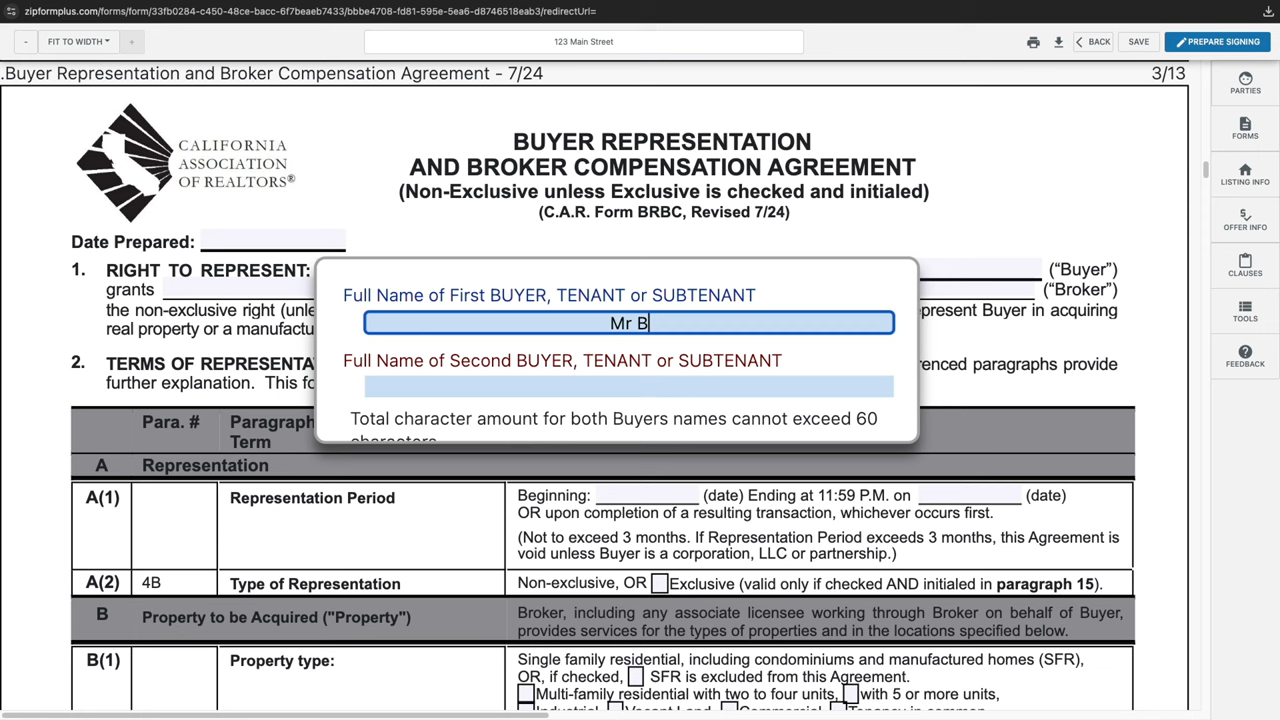 zipformplus.com/forms/form/33fb0284-c450-48ce-bacc-6f7beaeb7433/bbbe4708-fd81-595e-5ea6-d8746518eab3/redirectUrl=
- FIT TO WIDTH + 123 Main Street BACK SAVE PREPARE SIGNING
.Buyer Representation and Broker Compensation Agreement - 7/24 3/13
PARTIES
FORMS
LISTING INFO
OFFER INFO
CLAUSES
TOOLS
FEEDBACK
CALIFORNIA
ASSOCIATION
OF REALTORS®
BUYER REPRESENTATION
AND BROKER COMPENSATION AGREEMENT
(Non-Exclusive unless Exclusive is checked and initialed)
(C.A.R. Form BRBC, Revised 7/24)
Date Prepared:
1. RIGHT TO REPRESENT: ("Buyer")
grants ("Broker")
the non-exclusive right present Buyer in acquiring
real property or a
2. TERMS OF paragraphs provide
further explanation. This
Full Name of First BUYER, TENANT or SUBTENANT
Mr B
Full Name of Second BUYER, TENANT or SUBTENANT
Total character amount for both Buyers names cannot exceed 60
characters
Para. # Paragraph
Term
A Representation
A(1) Representation Period Beginning: (date) Ending at 11:59 P.M. on (date)
OR upon completion of a resulting transaction, whichever occurs first.
(Not to exceed 3 months. If Representation Period exceeds 3 months, this Agreement is
void unless Buyer is a corporation, LLC or partnership.)
A(2) 4B Type of Representation Non-exclusive, OR Exclusive (valid only if checked AND initialed in paragraph 15).
B Property to be Acquired ("Property") Broker, including any associate licensee working through Broker on behalf of Buyer,
provides services for the types of properties and in the locations specified below.
B(1) Property type: Single family residential, including condominiums and manufactured homes (SFR),
OR, if checked, SFR is excluded from this Agreement.
Multi-family residential with two to four units, with 5 or more units,
Industrial, Vacant Land, Commercial, Tenancy in common,